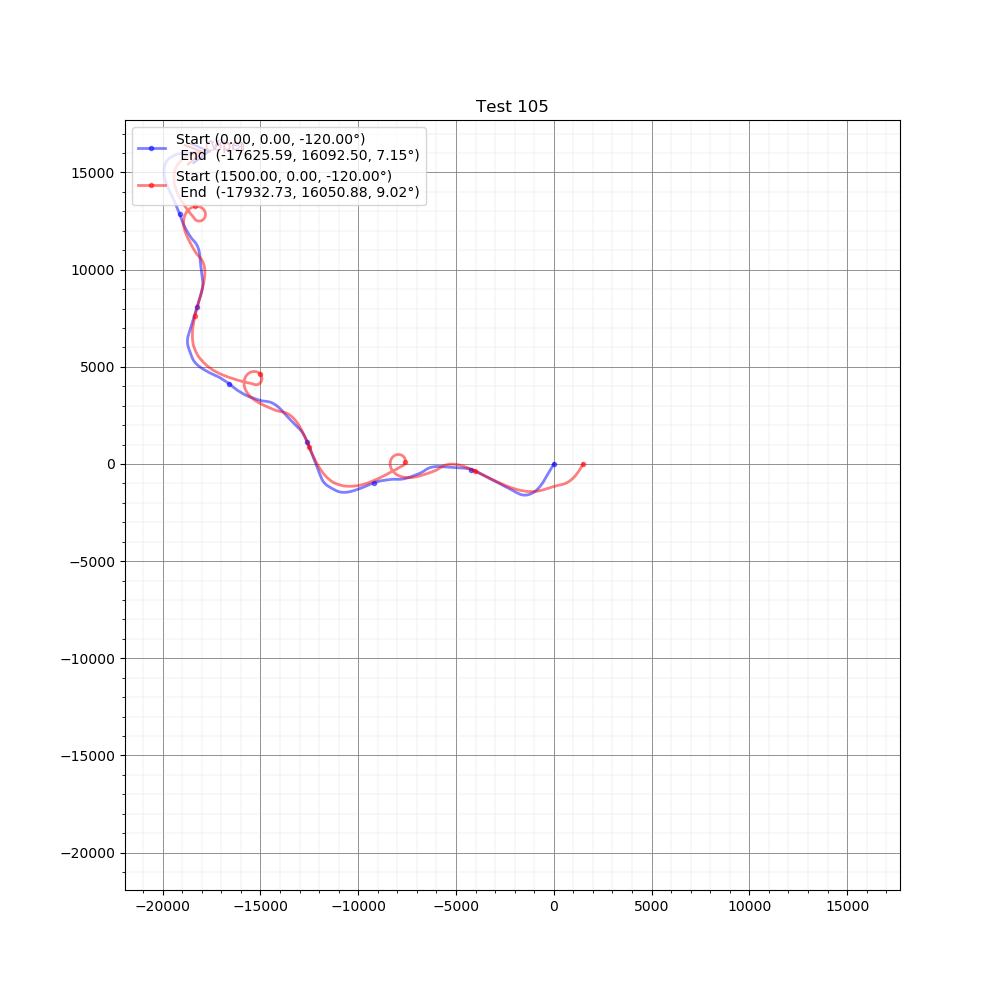 Test 105
Start (0.00, 0.00, -120.00°)
End (-17625.59, 16092.50, 7.15°)
Start (1500.00, 0.00, -120.00°)
End (-17932.73, 16050.88, 9.02°)
15000
10000
5000
0
−5000
−10000
−15000
−20000
−20000 −15000 −10000 −5000 0 5000 10000 15000